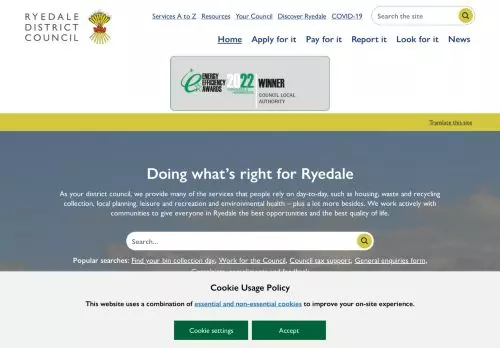 RYEDALE
DISTRICT
COUNCIL
Services A to Z Resources Your Council Discover Ryedale COVID-19
Search the site
Home Apply for it Pay for it Report it Look for it News
ENERGY
EFFICIENCY
AWARDS
2022
WINNER
COUNCIL LOCAL
AUTHORITY
Translate this site
Doing what's right for Ryedale
As your district council, we provide many of the services that people rely on day-to-day, such as housing, waste and recycling
collection, local planning, leisure and recreation and environmental health – plus a lot more besides. We work actively with
communities to give everyone in Ryedale the best opportunities and the best quality of life.
Search...
Popular searches: Find your bin collection day, Work for the Council, Council tax support, General enquiries form,
Cookie Usage Policy
This website uses a combination of essential and non-essential cookies to improve your on-site experience.
Cookie settings Accept